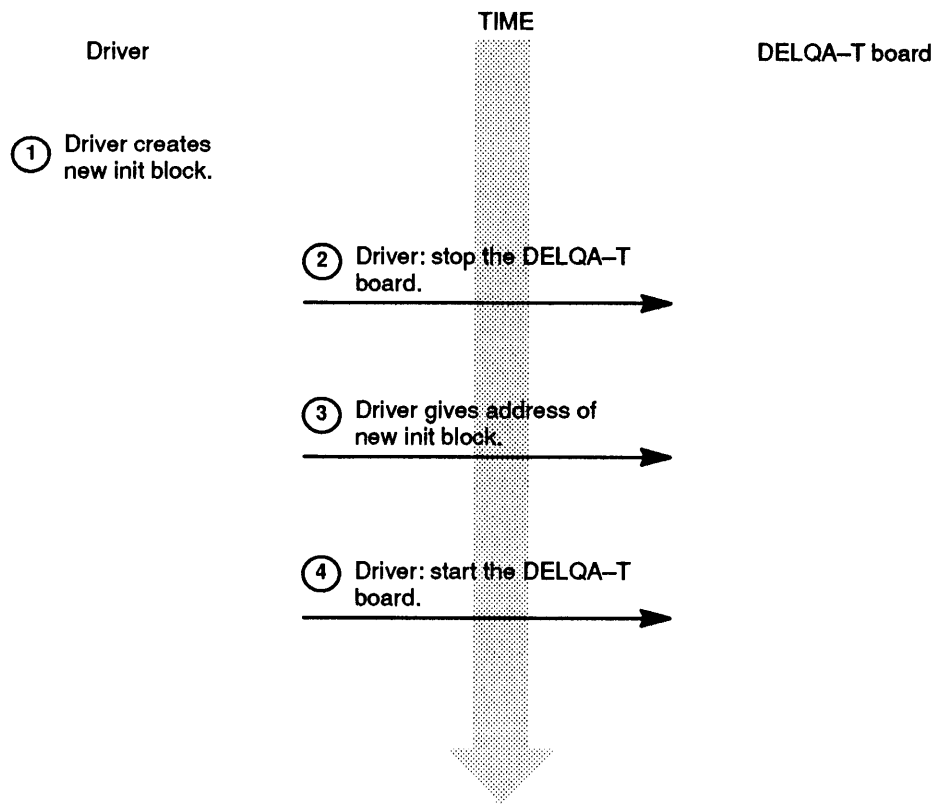 TIME
Driver
DELQA–T board
1 Driver creates
new init block.
2 Driver: stop the DELQA–T
board.
3 Driver gives address of
new init block.
4 Driver: start the DELQA–T
board.